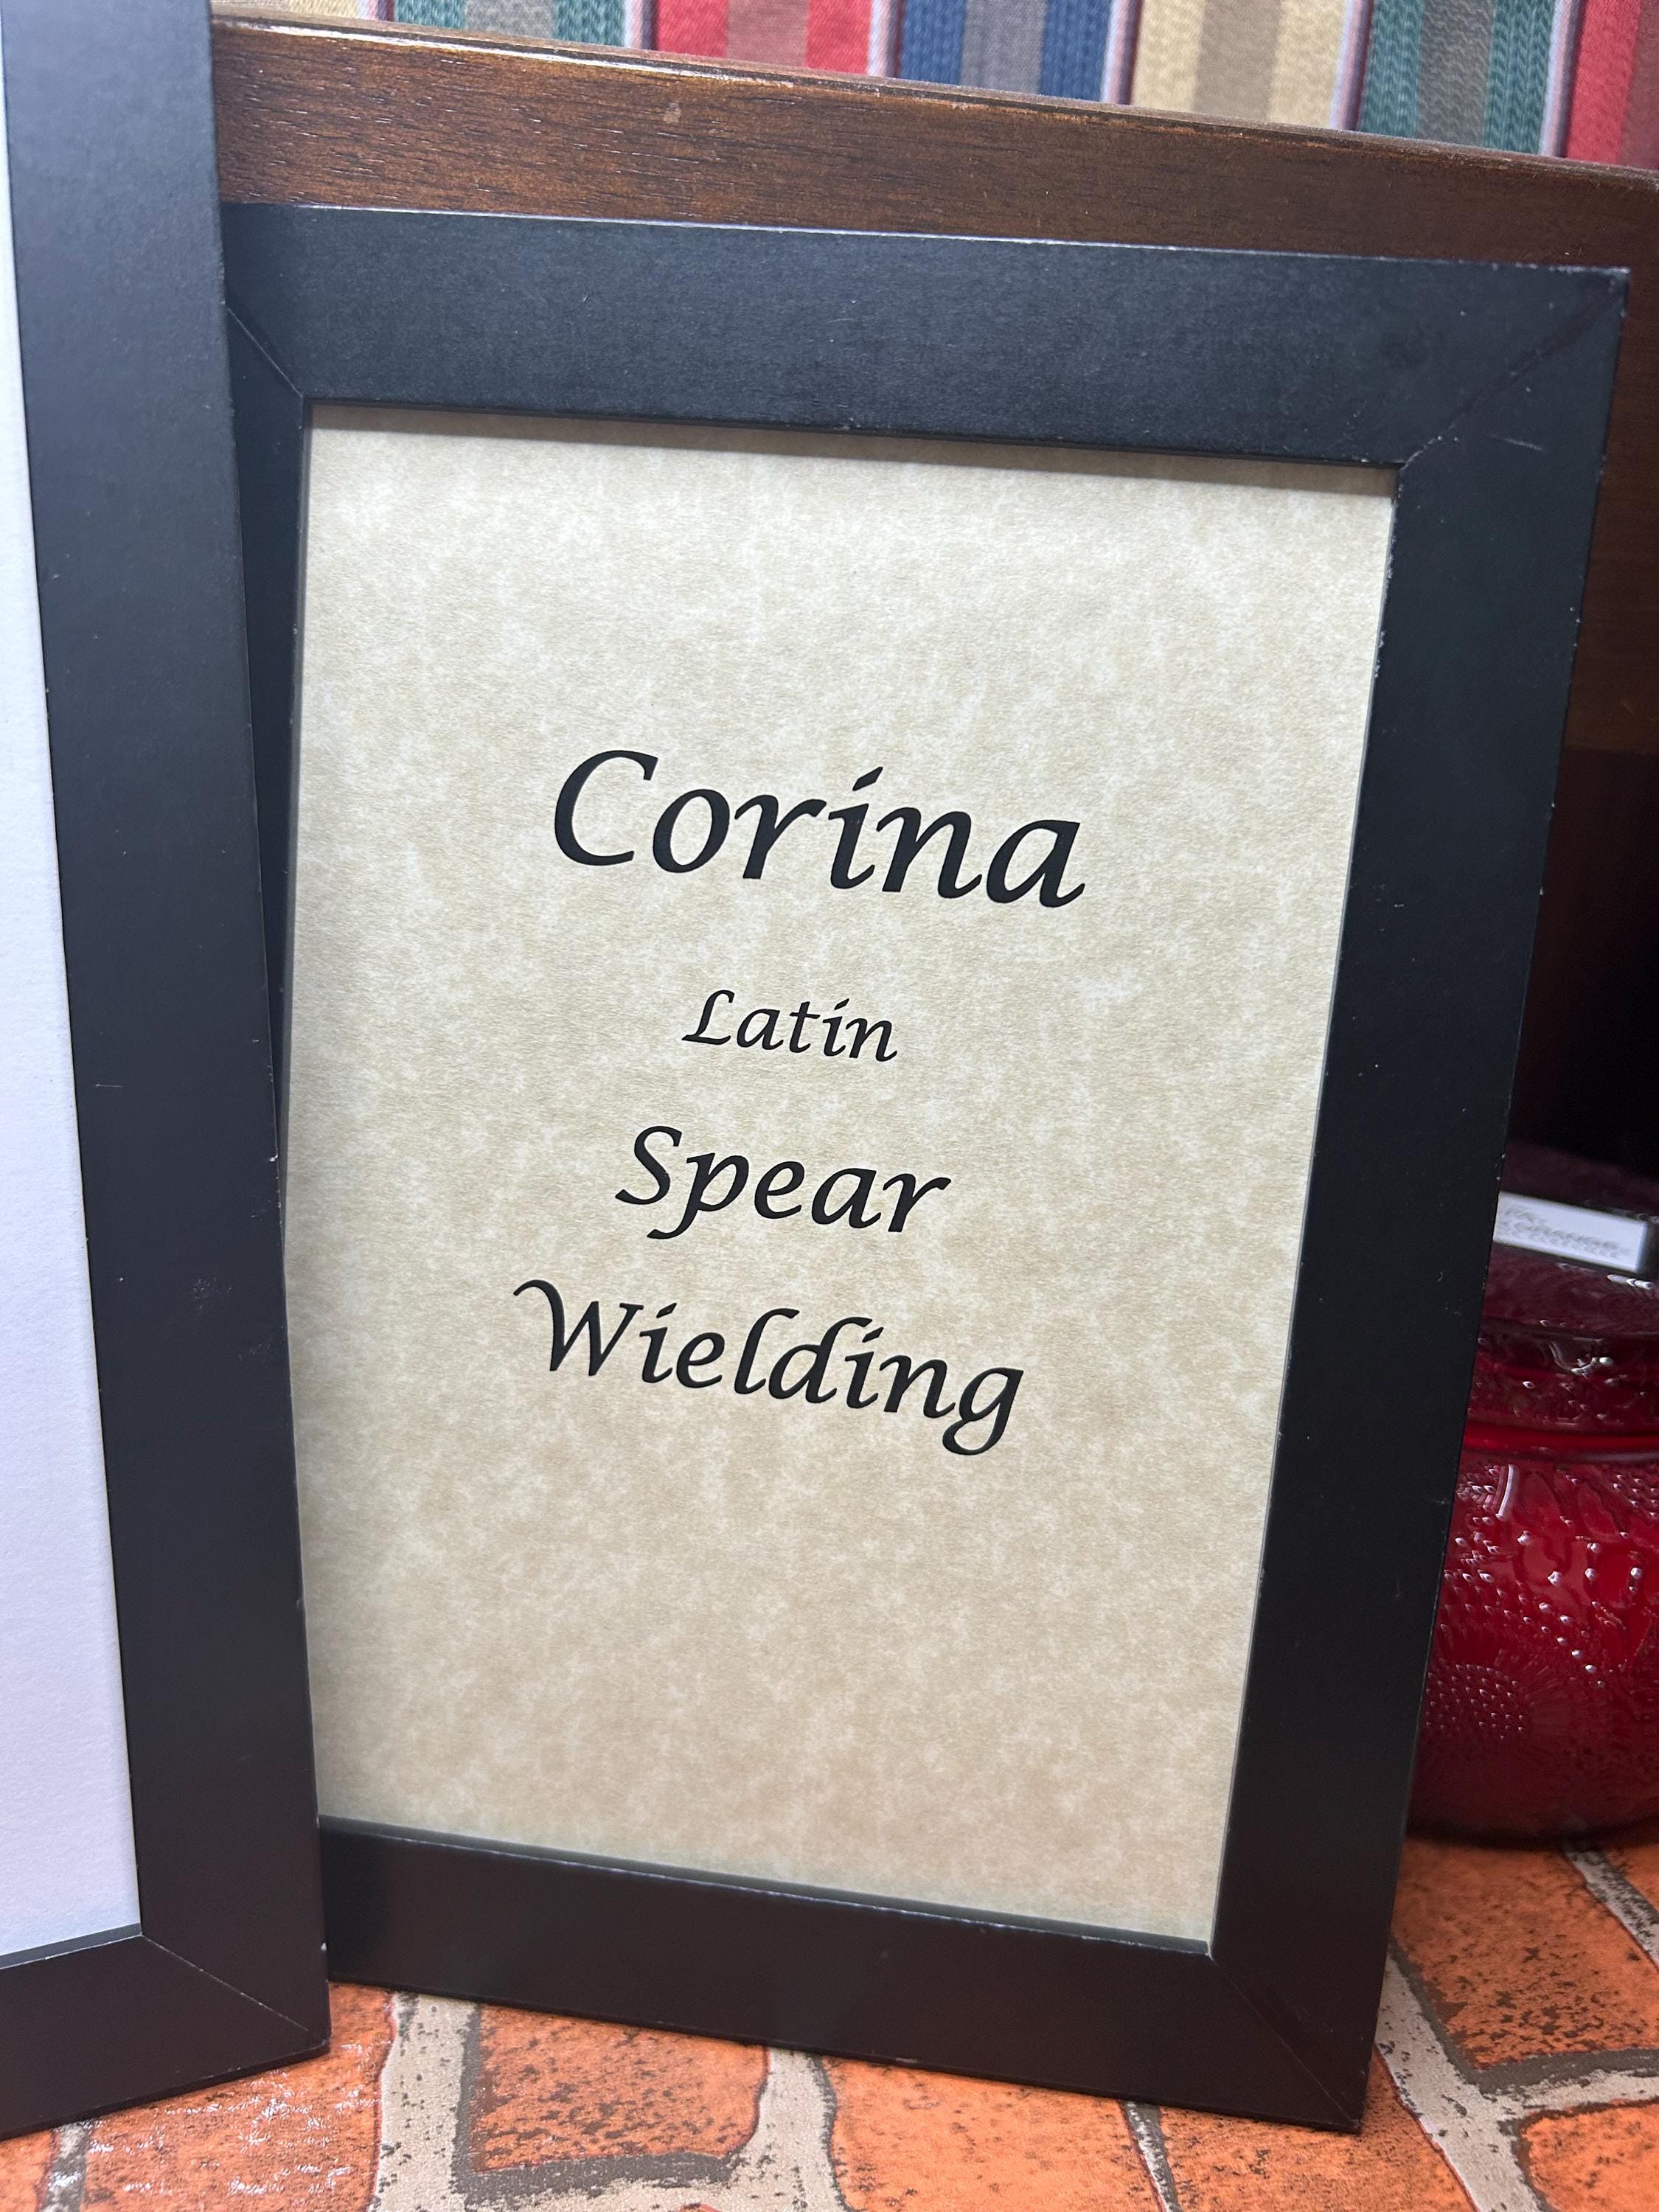 Corina
Latin
Spear
Wielding